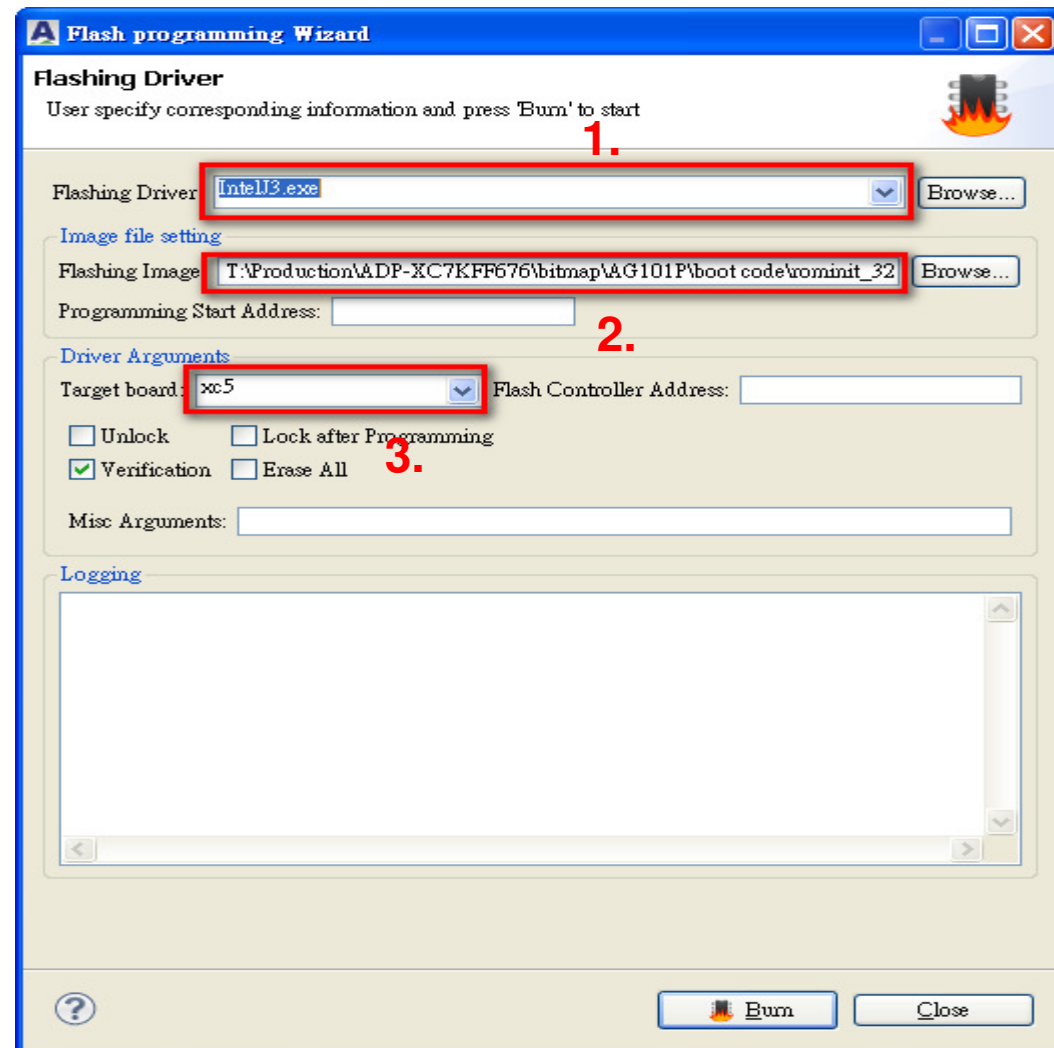 Flash programming Wizard
Flashing Driver
User specify corresponding information and press 'Burn' to start
1.
Flashing Driver IntelJ3.exe Browse...
Image file setting
Flashing Image T:\Production\ADP-XC7KFF676\bitmap\AG101P\boot code\rominit_32 Browse...
Programming Start Address:
2.
Driver Arguments
Target board: xc5 Flash Controller Address:
Unlock Lock after Programming
3.
Verification Erase All
Misc Arguments:
Logging
? Burn Close